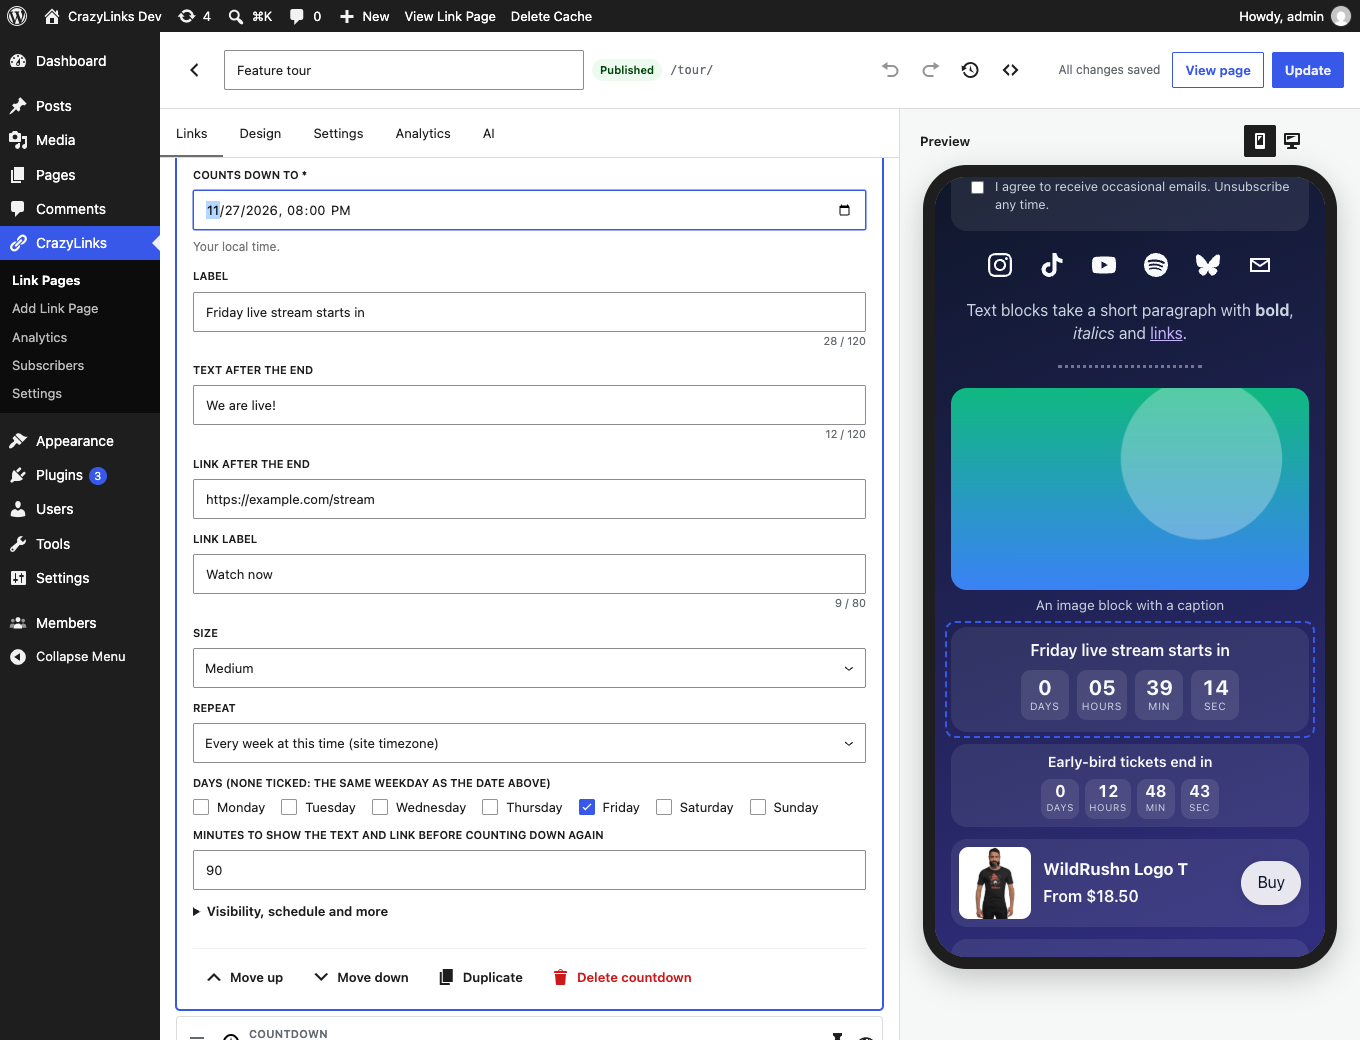 CrazyLinks Dev
4
⌘K
0
New
View Link Page
Delete Cache
Howdy, admin
Dashboard
Posts
Media
Pages
Comments
CrazyLinks
Link Pages
Add Link Page
Analytics
Subscribers
Settings
Appearance
Plugins 3
Users
Tools
Settings
Members
Collapse Menu
Feature tour
Published
/tour/
All changes saved
View page
Update
Links
Design
Settings
Analytics
AI
COUNTS DOWN TO *
11/27/2026, 08:00 PM
Your local time.
LABEL
Friday live stream starts in
28 / 120
TEXT AFTER THE END
We are live!
12 / 120
LINK AFTER THE END
https://example.com/stream
LINK LABEL
Watch now
9 / 80
SIZE
Medium
REPEAT
Every week at this time (site timezone)
DAYS (NONE TICKED: THE SAME WEEKDAY AS THE DATE ABOVE)
Monday Tuesday Wednesday Thursday Friday Saturday Sunday
MINUTES TO SHOW THE TEXT AND LINK BEFORE COUNTING DOWN AGAIN
90
Visibility, schedule and more
Move up
Move down
Duplicate
Delete countdown
COUNTDOWN
Preview
I agree to receive occasional emails. Unsubscribe
any time.
Text blocks take a short paragraph with bold,
italics and links.
An image block with a caption
Friday live stream starts in
0 05 39 14
DAYS HOURS MIN SEC
Early-bird tickets end in
0 12 48 43
DAYS HOURS MIN SEC
WildRushn Logo T
From $18.50
Buy